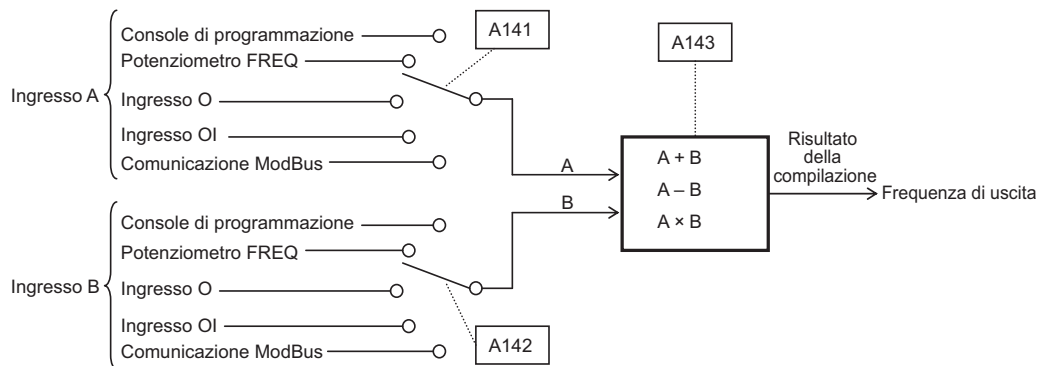 Ingresso A
Console di programmazione
Potenziometro FREQ
Ingresso O
Ingresso OI
Comunicazione ModBus
A141
A143
A
B
A + B
A – B
A × B
Risultato
della
compilazione
Frequenza di uscita
Ingresso B
Console di programmazione
Potenziometro FREQ
Ingresso O
Ingresso OI
Comunicazione ModBus
A142